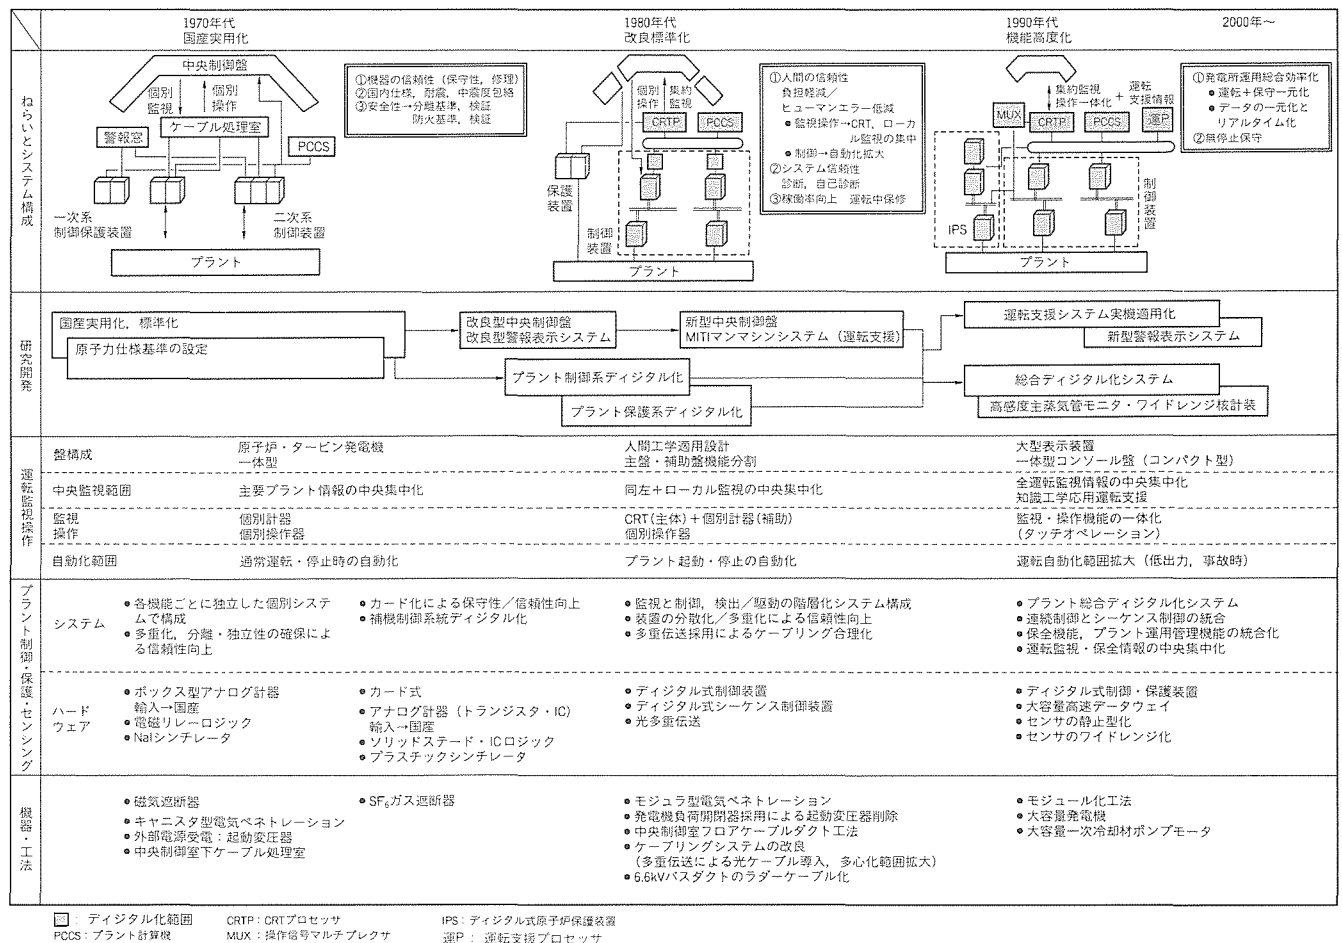 1970年代
国産実用化
1980年代
改良標準化
1990年代
機能高度化
2000年～
ねらいとシステム構成
中央制御盤
個別
監視
個別
操作
ケーブル処理室
警報窓
PCCS
一次系
制御保護装置
二次系
制御装置
プラント
①機器の信頼性（保守性，修理）
②国内仕様，耐震，中震度包絡
③安全性→分離基準，検証
防火基準，検証
個別
操作
集約
監視
CRTP
PCCS
保護
装置
制御
装置
プラント
①人間の信頼性
負担軽減／
ヒューマンエラー低減
●監視操作→CRT，ローカ
ル監視の集中
●制御→自動化拡大
②システム信頼性
診断，自己診断
③稼働率向上 運転中保修
集約監視
操作一体化
＋
運転
支援情報
MUX
CRTP
PCCS
運P
IPS
制御装置
プラント
①発電所運用総合効率化
●運転＋保守一元化
●データの一元化と
リアルタイム化
②無停止保守
研究開発
国産実用化，標準化
原子力仕様基準の設定
改良型中央制御盤
改良型警報表示システム
新型中央制御盤
MITIマンマシンシステム（運転支援）
プラント制御系ディジタル化
プラント保護系ディジタル化
運転支援システム実機適用化
新型警報表示システム
総合ディジタル化システム
高感度主蒸気管モニタ・ワイドレンジ核計装
運転監視操作
盤構成
原子炉・タービン発電機
一体型
人間工学適用設計
主盤・補助盤機能分割
大型表示装置
一体型コンソール盤（コンパクト型）
中央監視範囲
主要プラント情報の中央集中化
同左＋ローカル監視の中央集中化
全運転監視情報の中央集中化
知識工学応用運転支援
監視
操作
個別計器
個別操作器
CRT(主体)＋個別計器(補助)
個別操作器
監視・操作機能の一体化
(タッチオペレーション)
自動化範囲
通常運転・停止時の自動化
プラント起動・停止の自動化
運転自動化範囲拡大（低出力，事故時）
プラント制御・保護・センシング
システム
●各機能ごとに独立した個別システ
ムで構成
●多重化，分離・独立性の確保によ
る信頼性向上
●カード化による保守性／信頼性向上
●補機制御系統ディジタル化
●監視と制御，検出／駆動の階層化システム構成
●装置の分散化／多重化による信頼性向上
●多重伝送採用によるケーブリング合理化
●プラント総合ディジタル化システム
●連続制御とシーケンス制御の統合
●保全機能，プラント運用管理機能の統合化
●運転監視・保全情報の中央集中化
ハード
ウェア
●ボックス型アナログ計器
輸入→国産
●電磁リレーロジック
●NaIシンチレータ
●カード式
●アナログ計器（トランジスタ・IC）
輸入→国産
●ソリッドステード・ICロジック
●プラスチックシンチレータ
●ディジタル式制御装置
●ディジタル式シーケンス制御装置
●光多重伝送
●ディジタル式制御・保護装置
●大容量高速データウェイ
●センサの静止型化
●センサのワイドレンジ化
機器・工法
●磁気遮断器
●キャニスタ型電気ペネトレーション
●外部電源受電：起動変圧器
●中央制御室下ケーブル処理室
●SF₆ガス遮断器
●モジュラ型電気ペネトレーション
●発電機負荷開閉器採用による起動変圧器削除
●中央制御室フロアケーブルダクト工法
●ケーブリングシステムの改良
(多重伝送による光ケーブル導入，多心化範囲拡大)
●6.6kVバスダクトのラダーケーブル化
●モジュール化工法
●大容量発電機
●大容量一次冷却材ポンプモータ
：ディジタル化範囲
CRTP：CRTプロセッサ
IPS：ディジタル式原子炉保護装置
PCCS：プラント計算機
MUX：操作信号マルチプレクサ
運P：運転支援プロセッサ